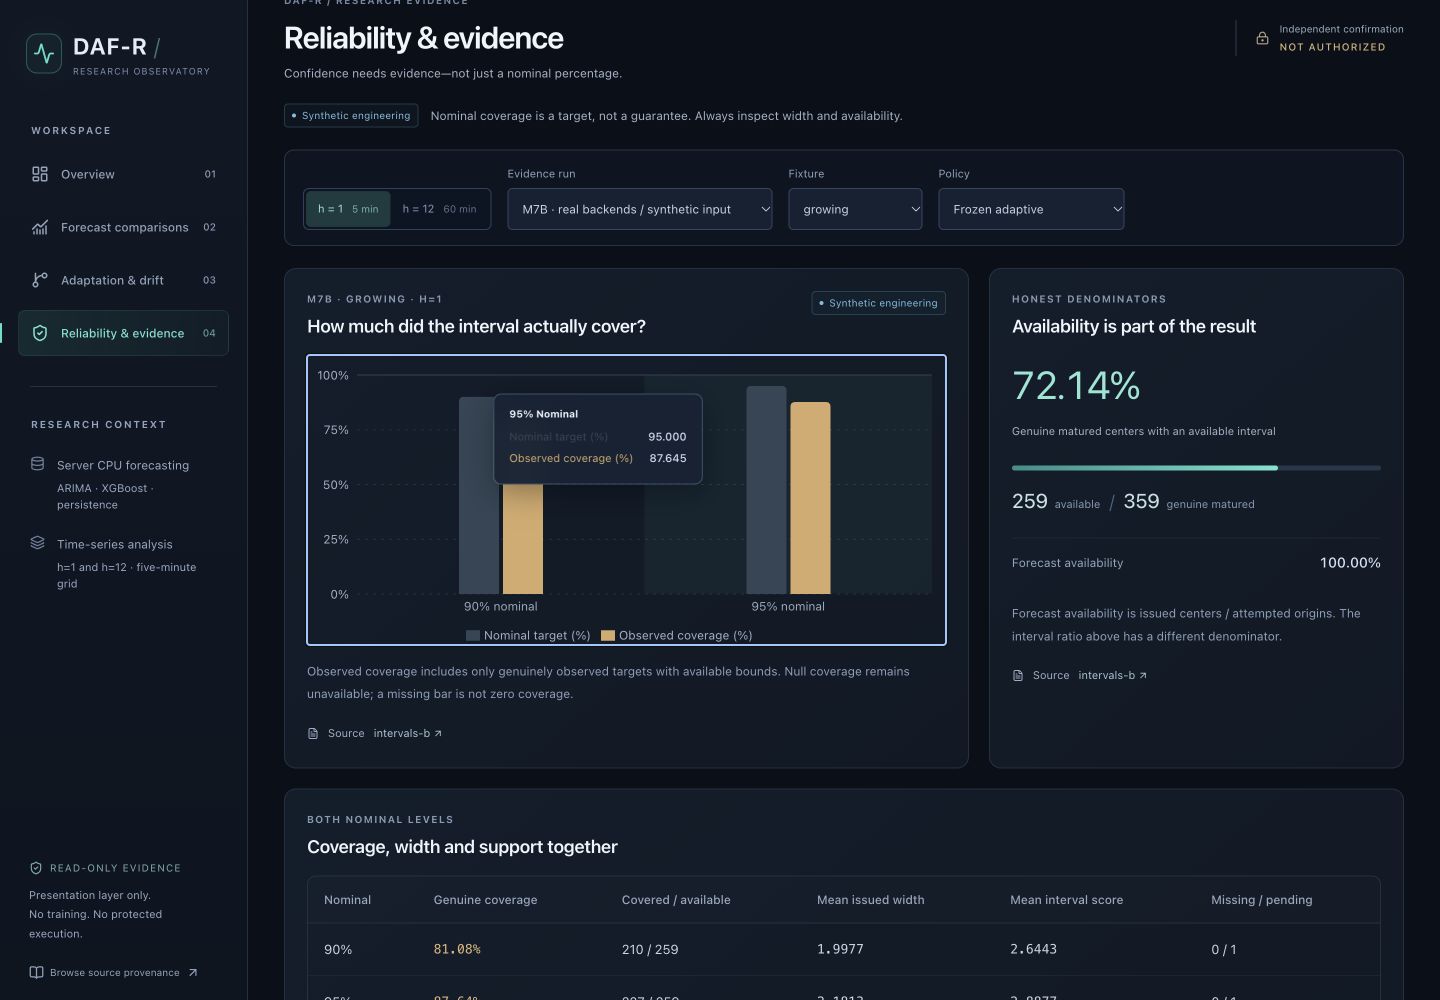 DAF-R / RESEARCH EVIDENCE
DAF-R /
RESEARCH OBSERVATORY
WORKSPACE
Overview 01
Forecast comparisons 02
Adaptation & drift 03
Reliability & evidence 04
RESEARCH CONTEXT
Server CPU forecasting
ARIMA · XGBoost ·
persistence
Time-series analysis
h=1 and h=12 · five-minute
grid
READ-ONLY EVIDENCE
Presentation layer only.
No training. No protected
execution.
Browse source provenance
Reliability & evidence
Confidence needs evidence—not just a nominal percentage.
Independent confirmation
NOT AUTHORIZED
Synthetic engineering Nominal coverage is a target, not a guarantee. Always inspect width and availability.
h = 1 5 min h = 12 60 min
Evidence run
M7B · real backends / synthetic input
Fixture
growing
Policy
Frozen adaptive
M7B · GROWING · H=1
How much did the interval actually cover?
Synthetic engineering
100%
75%
50%
25%
0%
95% Nominal
Nominal target (%) 95.000
Observed coverage (%) 87.645
90% nominal 95% nominal
Nominal target (%) Observed coverage (%)
Observed coverage includes only genuinely observed targets with available bounds. Null coverage remains
unavailable; a missing bar is not zero coverage.
Source intervals-b
HONEST DENOMINATORS
Availability is part of the result
72.14%
Genuine matured centers with an available interval
259 available / 359 genuine matured
Forecast availability 100.00%
Forecast availability is issued centers / attempted origins. The
interval ratio above has a different denominator.
Source intervals-b
BOTH NOMINAL LEVELS
Coverage, width and support together
Nominal Genuine coverage Covered / available Mean issued width Mean interval score Missing / pending
90% 81.08% 210 / 259 1.9977 2.6443 0 / 1
95% 87.64%